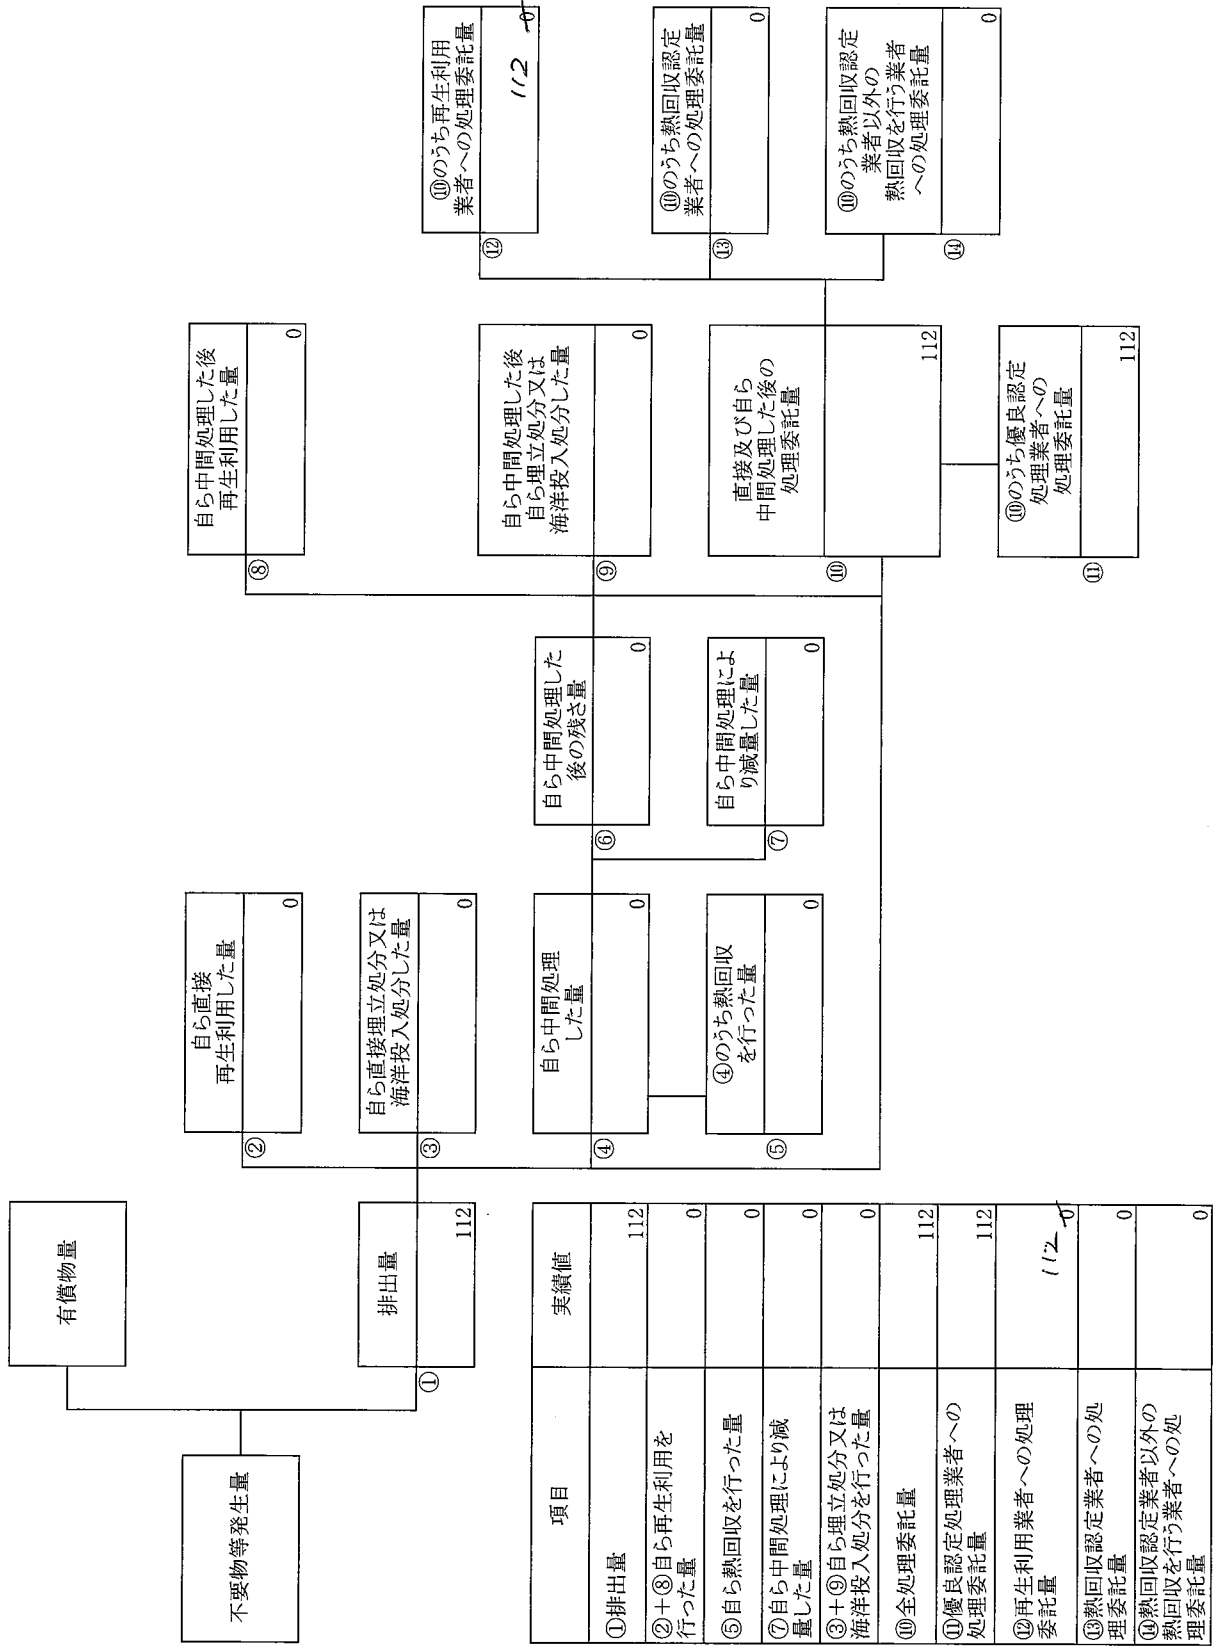 不要物等発生量
有償物量
①
排出量
112
②
自ら直接
再生利用した量
0
③
自ら直接埋立処分又は
海洋投入処分した量
0
④
自ら中間処理
した量
0
⑤
④のうち熱回収
を行った量
0
⑥
自ら中間処理した
後の残さ量
0
⑦
自ら中間処理によ
り減量した量
0
⑧
自ら中間処理した後
再生利用した量
0
⑨
自ら中間処理した後
自ら埋立処分又は
海洋投入処分した量
0
⑩
直接及び自ら
中間処理した後の
処理委託量
112
⑪
⑩のうち優良認定
処理業者への
処理委託量
112
⑫
⑩のうち再生利用
業者への処理委託量
112 0
⑬
⑩のうち熱回収認定
業者への処理委託量
0
⑭
⑩のうち熱回収認定
業者以外の
熱回収を行う業者
への処理委託量
0
項目 実績値
①排出量 112
②+⑧自ら再生利用を
行った量 0
⑤自ら熱回収を行った量 0
⑦自ら中間処理により減
量した量 0
③+⑨自ら埋立処分又は
海洋投入処分を行った量 0
⑩全処理委託量 112
⑪優良認定処理業者への
処理委託量 112
⑫再生利用業者への処理
委託量 112 0
⑬熱回収認定業者への処
理委託量 0
⑭熱回収認定業者以外の
熱回収を行う業者への処
理委託量 0